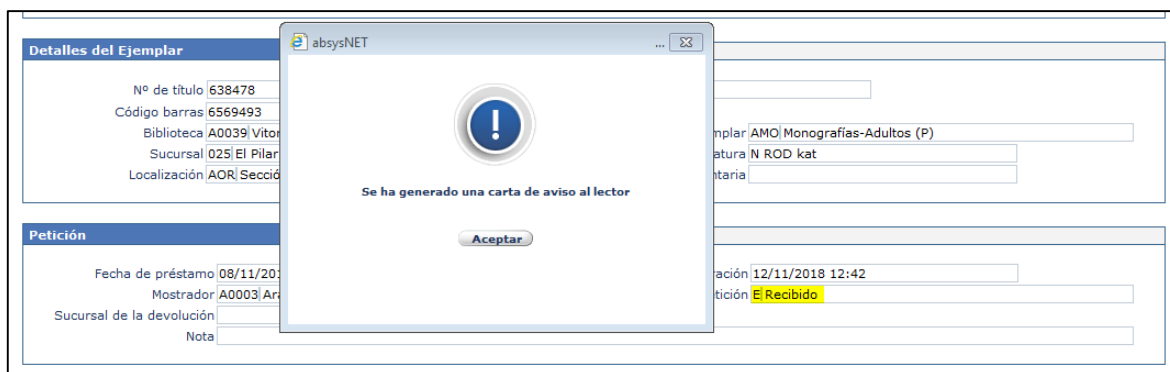 absysNET ...
Detalles del Ejemplar
Nº de título 638478
Código barras 6569493
Biblioteca A0039 Vitor mplar AMO Monografías-Adultos (P)
Sucursal 025 El Pilar atura N ROD kat
Localización AOR Secció ntaria
Se ha generado una carta de aviso al lector
Aceptar
Petición
Fecha de préstamo 08/11/201 ración 12/11/2018 12:42
Mostrador A0003 Ara tición E Recibido
Sucursal de la devolución
Nota